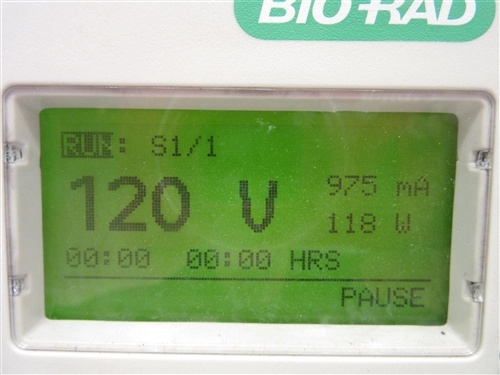 BIO-RAD
RUN: S1/1
120 V
975 mA
118 W
00:00 00:00 HRS
PAUSE